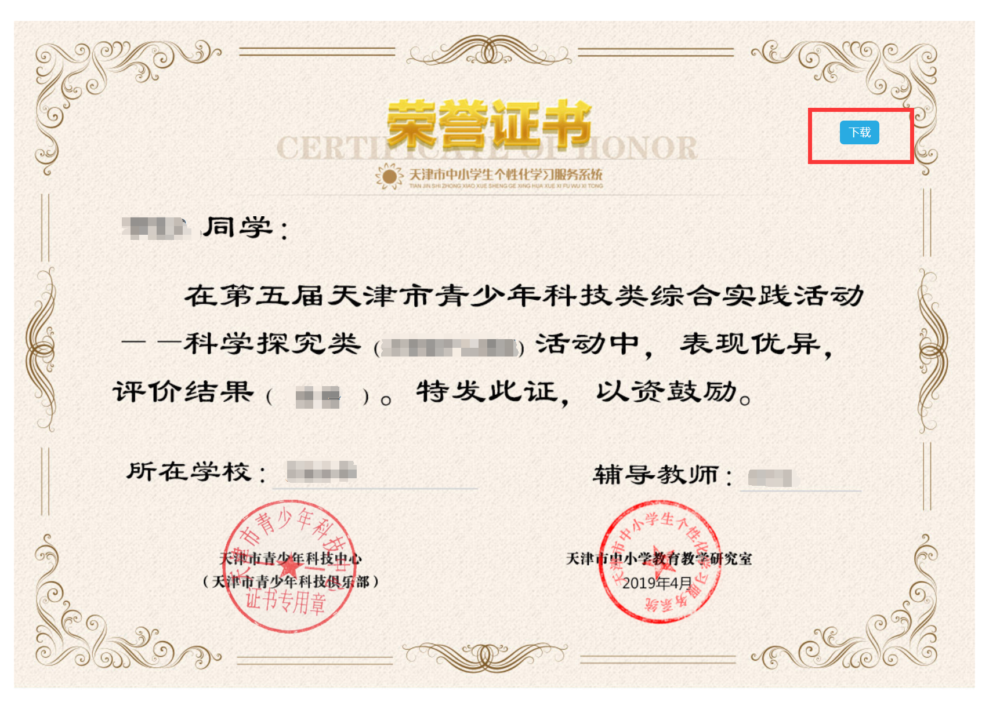 荣誉证书
CERTIFICATE OF HONOR
下载
天津市中小学生个性化学习服务系统
TIAN JIN SHI ZHONG XIAO XUE SHENG GE XING HUA XUE XI FU WU XI TONG
同学：
在第五届天津市青少年科技类综合实践活动
——科学探究类（ ）活动中，表现优异，
评价结果（ ）。特发此证，以资鼓励。
所在学校：
辅导教师：
天津市青少年科技中心
（天津市青少年科技俱乐部）
天津市青少年科技中心
证书专用章
天津市中小学教育教学研究室
2019年4月
天津市中小学生个性化学习服务系统